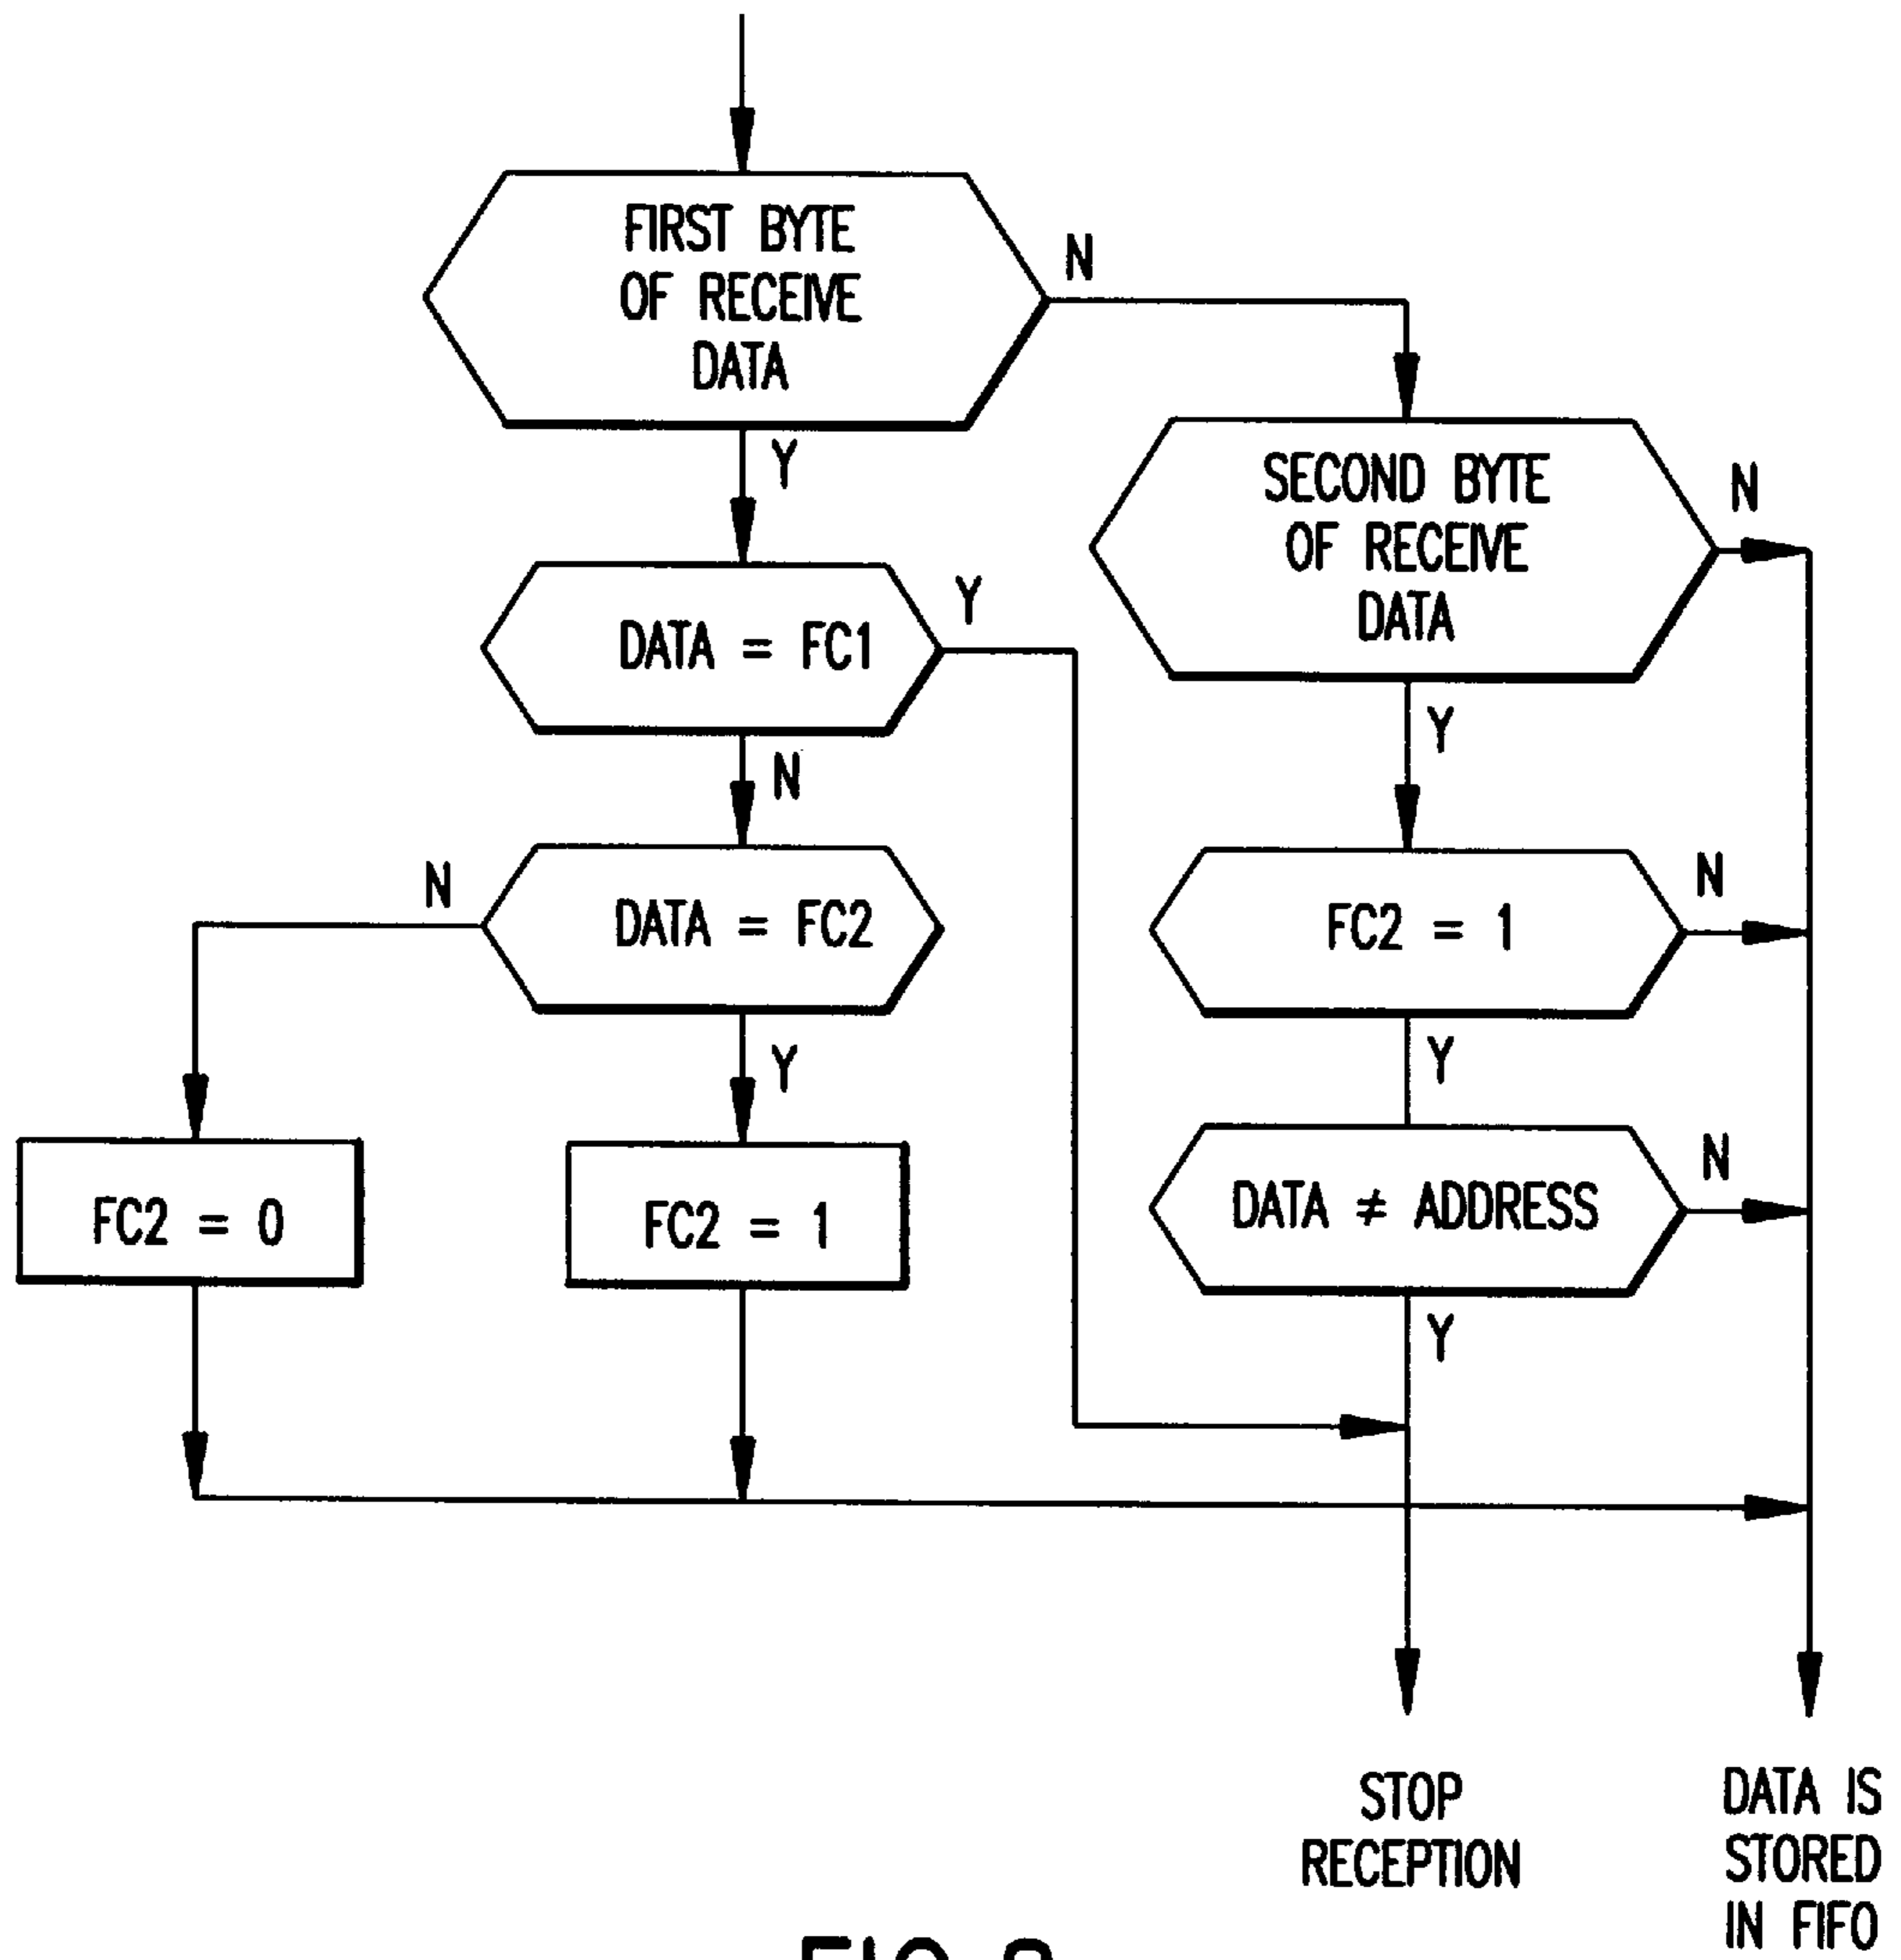 FIRST BYTE
OF RECEIVE
DATA
N
Y
SECOND BYTE
OF RECEIVE
DATA
N
Y
DATA = FC1
Y
N
DATA = FC2
N
Y
FC2 = 1
N
Y
FC2 = 0
FC2 = 1
DATA ≠ ADDRESS
N
Y
STOP
RECEPTION
DATA IS
STORED
IN FIFO